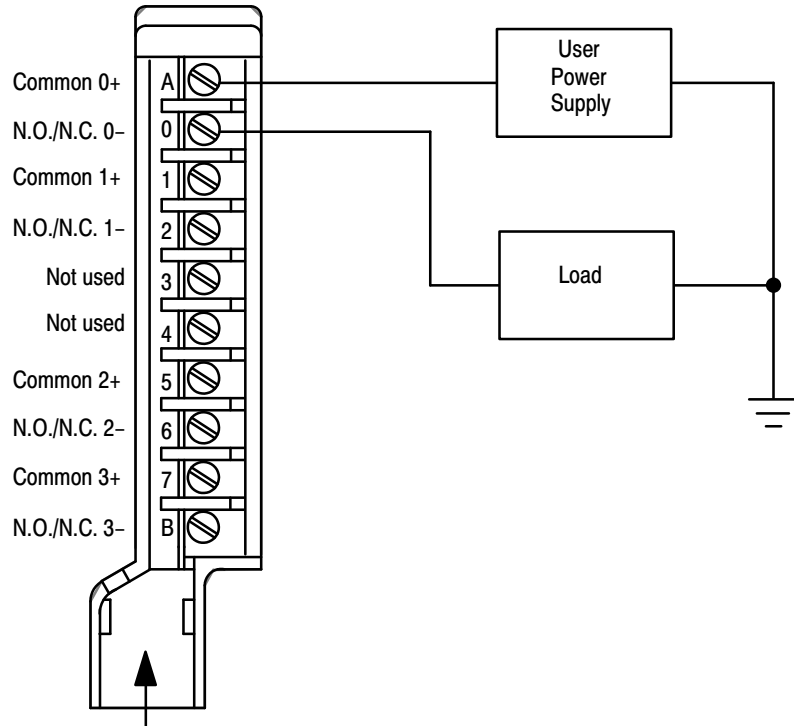 Common 0+ A
N.O./N.C. 0– 0
Common 1+ 1
N.O./N.C. 1– 2
Not used 3
Not used 4
Common 2+ 5
N.O./N.C. 2– 6
Common 3+ 7
N.O./N.C. 3– B
User
Power
Supply
Load